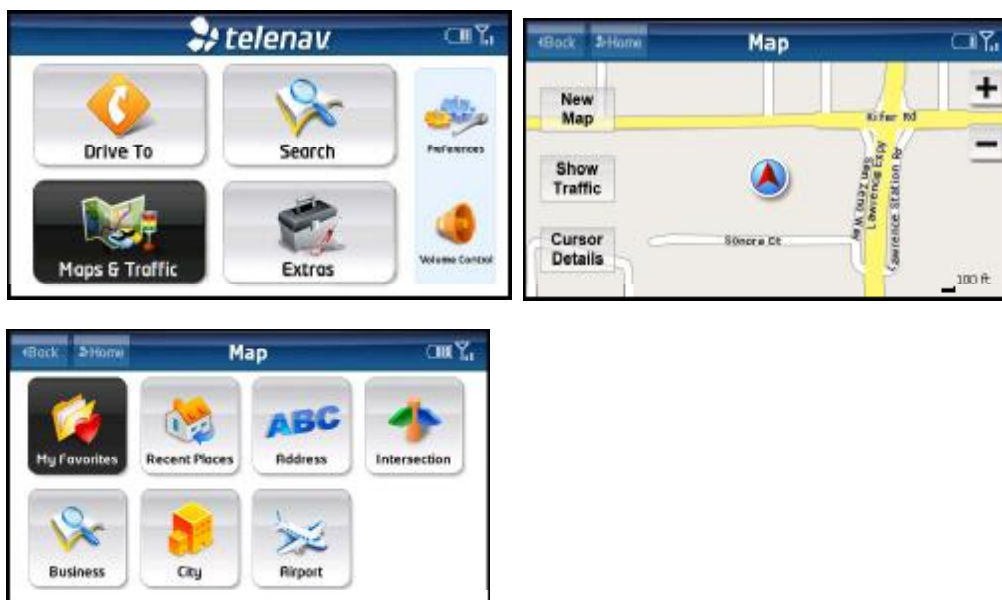 telenav
Drive To
Search
Preferences
Maps & Traffic
Extras
Volume Control
<Back
Home
Map
New
Map
Show
Traffic
Cursor
Details
+
−
Kifer Rd
San Zeno Way
Lawrence Expy
Lawrence Station Rd
Sonora Ct
100 ft
<Back
Home
Map
My Favorites
Recent Places
ABC
Address
Intersection
Business
City
Airport